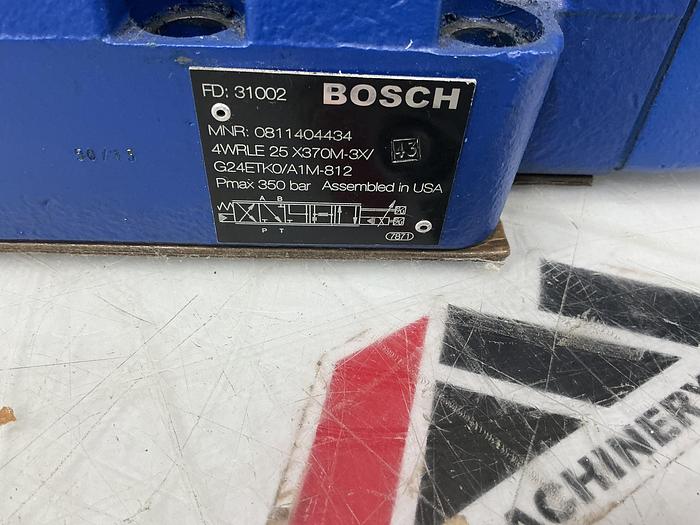 FD: 31002 BOSCH
MNR: 0811404434
4WRLE 25 X370M-3X/ 43
G24ETK0/A1M-812
Pmax 350 bar Assembled in USA
A B
P T
7871
MACHINERY